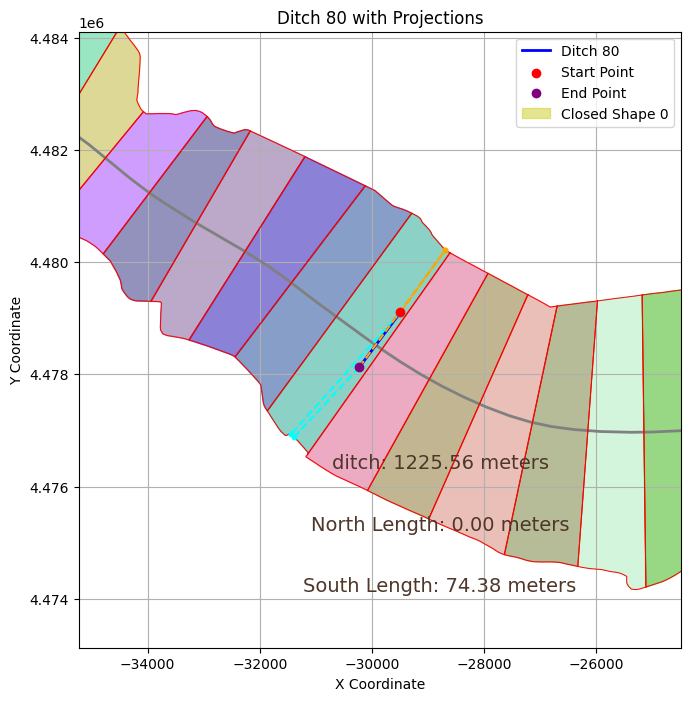 Ditch 80 with Projections
1e6
Ditch 80
Start Point
End Point
Closed Shape 0
4.484
4.482
4.480
4.478
4.476
4.474
Y Coordinate
ditch: 1225.56 meters
North Length: 0.00 meters
South Length: 74.38 meters
−34000 −32000 −30000 −28000 −26000
X Coordinate